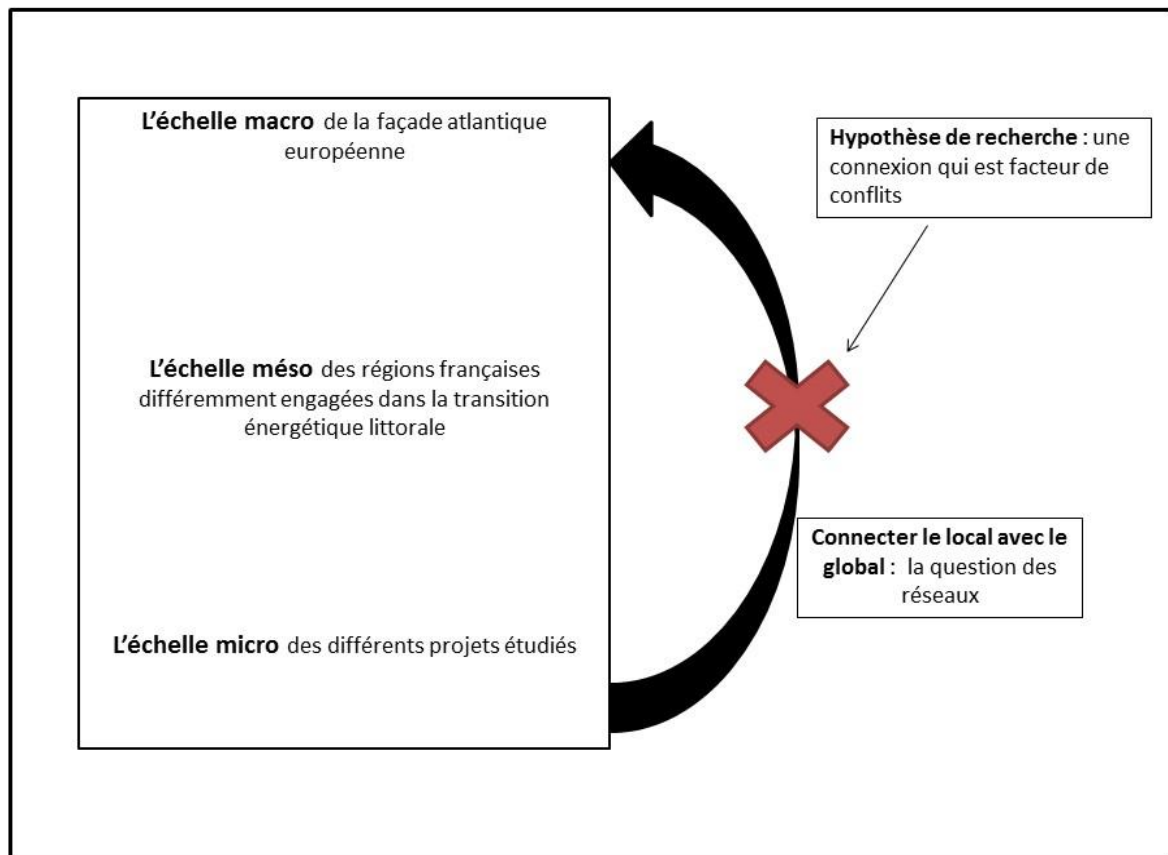 L'échelle macro de la façade atlantique
européenne
Hypothèse de recherche : une
connexion qui est facteur de
conflits
L'échelle méso des régions françaises
différemment engagées dans la transition
énergétique littorale
Connecter le local avec le
global : la question des
réseaux
L'échelle micro des différents projets étudiés